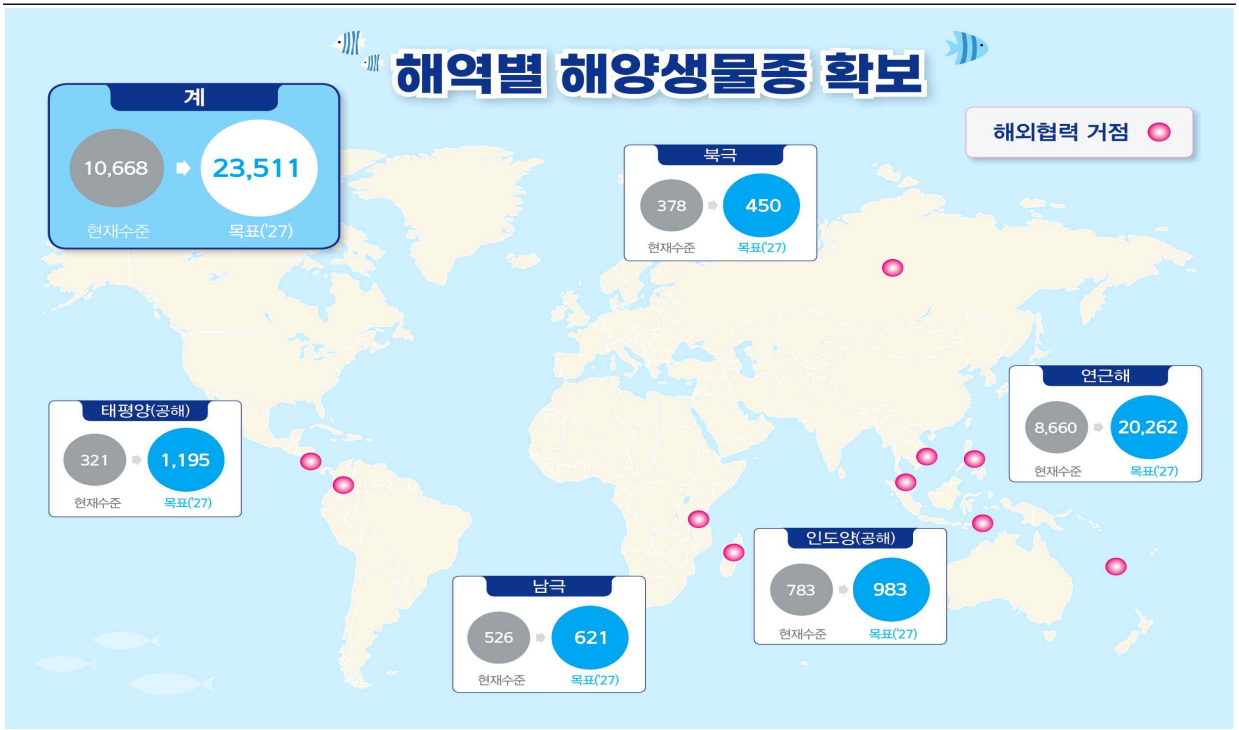 해역별 해양생물종 확보
계
10,668 23,511
현재수준 목표('27)
해외협력 거점
북극
378 450
현재수준 목표('27)
연근해
8,660 20,262
현재수준 목표('27)
태평양(공해)
321 1,195
현재수준 목표('27)
인도양(공해)
783 983
현재수준 목표('27)
남극
526 621
현재수준 목표('27)